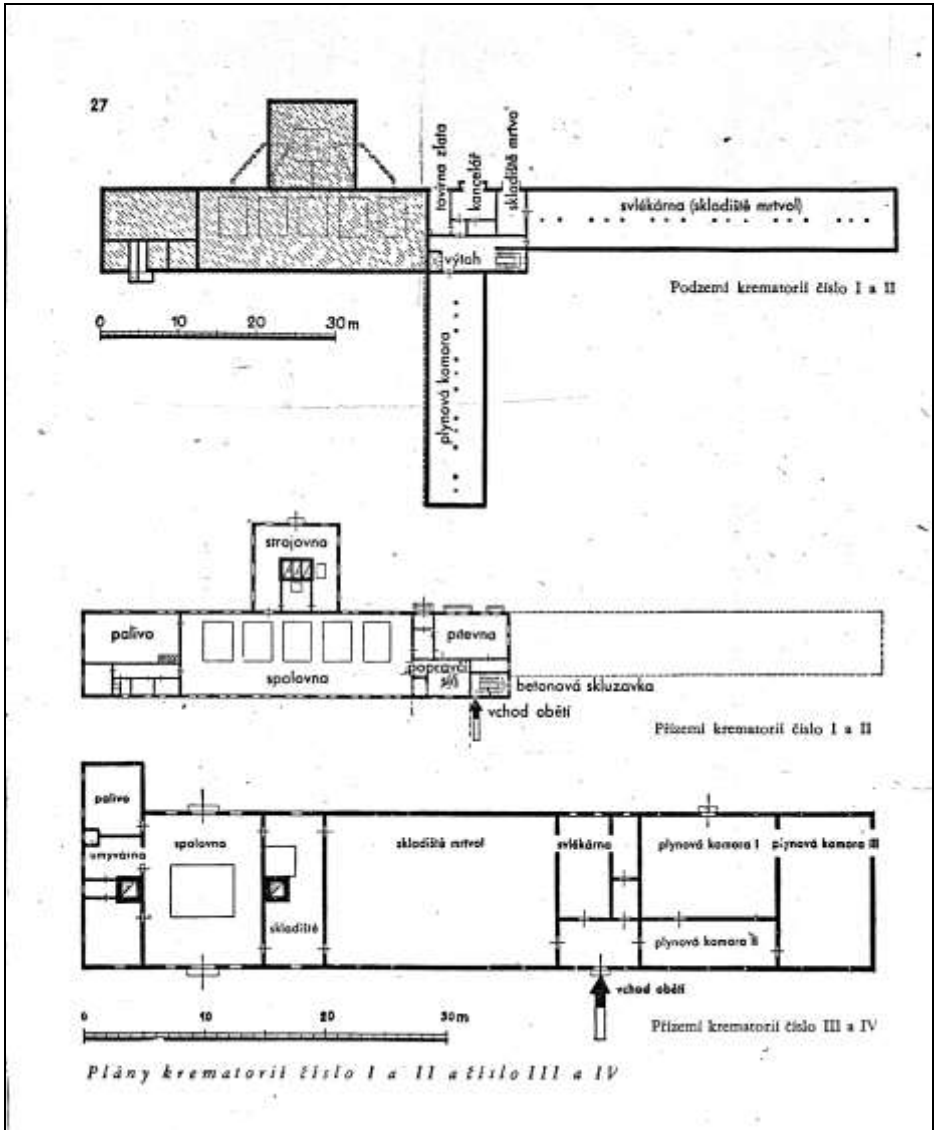 27
tavírna zlata
kancelář
skladiště mrtvol
svlékárna (skladiště mrtvol)
výtah
Podzemí krematorií číslo I a II
0 10 20 30 m
plynová komora
strojovna
palivo
pitevna
popravčí
síň
spalovna
betonová skluzavka
vchod obětí
Přízemí krematorií číslo I a II
palivo
umyvárna
spalovna
skladiště mrtvol
svlékárna
plynová komora I
plynová komora III
skladiště
plynová komora II
vchod obětí
0 10 20 30 m
Přízemí krematorií číslo III a IV
Plány krematorií číslo I a II a číslo III a IV